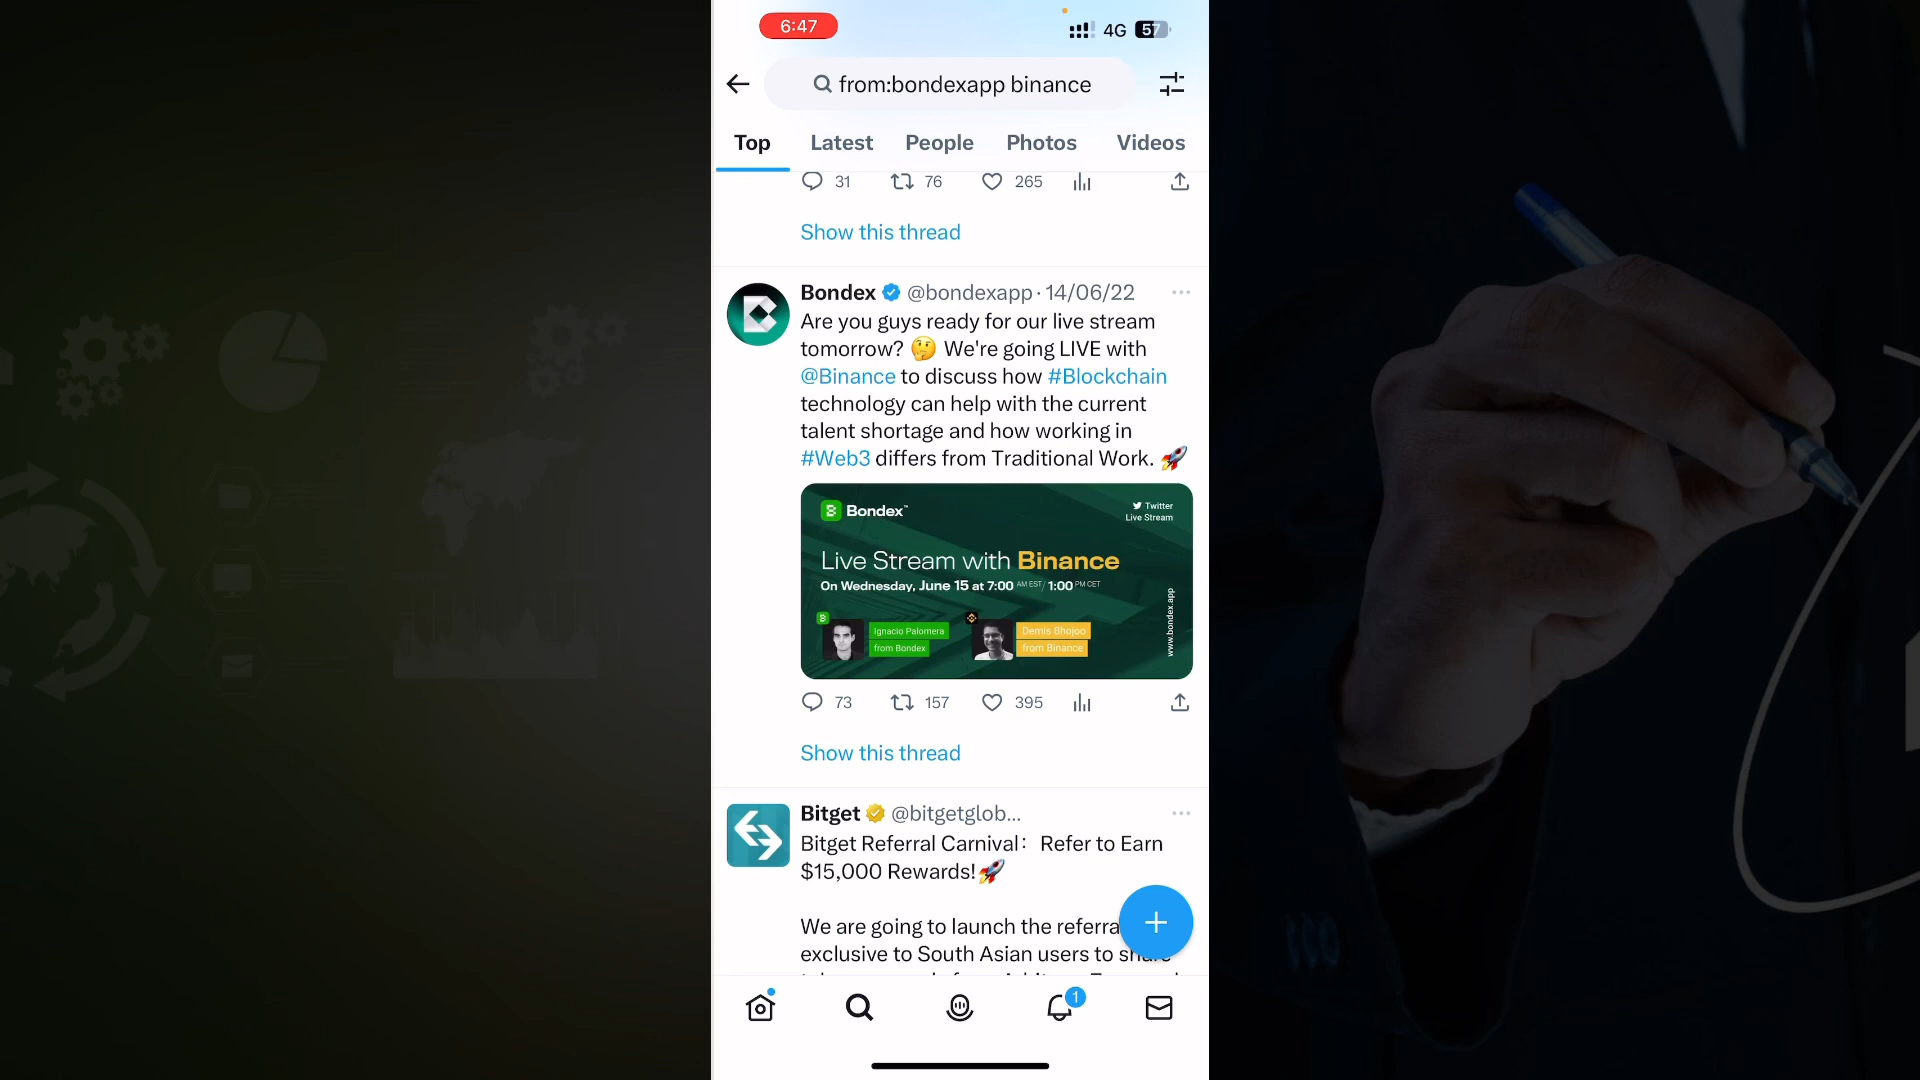 6:47
4G 57
from:bondexapp binance
Top Latest People Photos Videos
31 76 265
Show this thread
Bondex @bondexapp · 14/06/22
Are you guys ready for our live stream
tomorrow? 🤔 We're going LIVE with
@Binance to discuss how #Blockchain
technology can help with the current
talent shortage and how working in
#Web3 differs from Traditional Work. 🚀
Bondex™
Twitter
Live Stream
Live Stream with Binance
On Wednesday, June 15 at 7:00 AM EST/ 1:00 PM CET
Ignacio Palomera
from Bondex
Demis Bhojoo
from Binance
www.bondex.app
73 157 395
Show this thread
Bitget @bitgetglob...
Bitget Referral Carnival： Refer to Earn
$15,000 Rewards!🚀
We are going to launch the referra
exclusive to South Asian users to share
1